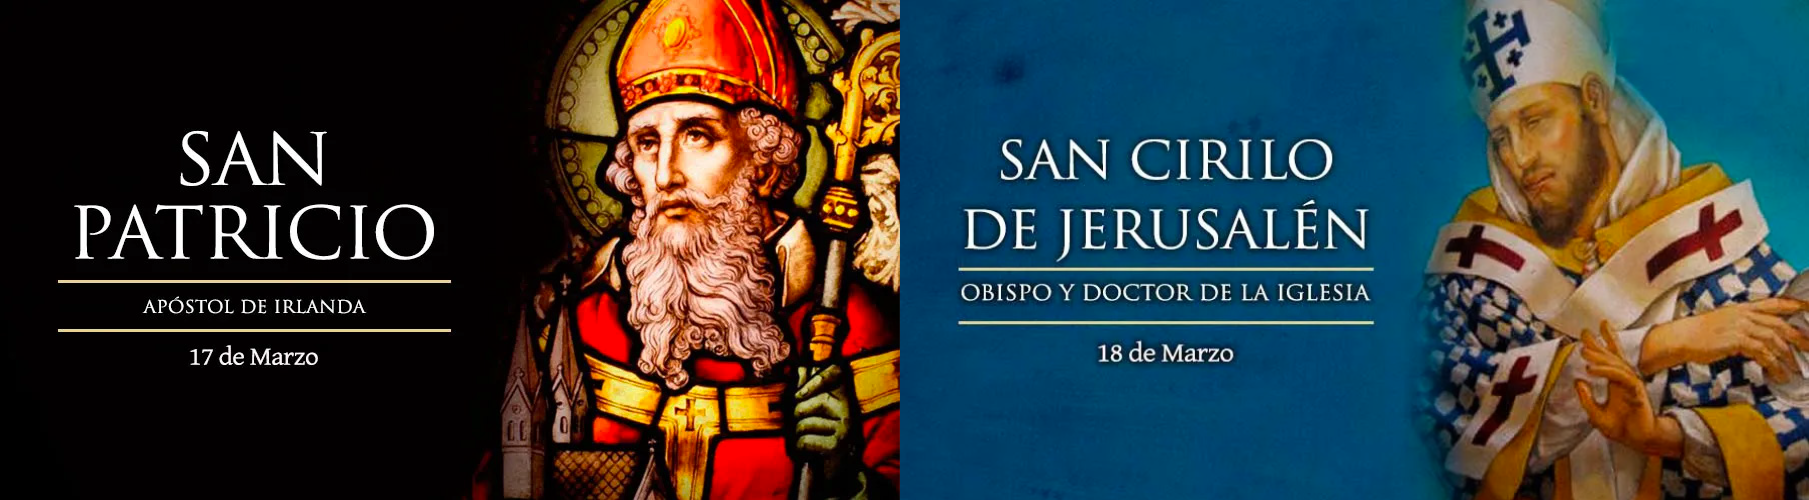 SAN
PATRICIO
APÓSTOL DE IRLANDA
17 de Marzo
SAN CIRILO
DE JERUSALÉN
OBISPO Y DOCTOR DE LA IGLESIA
18 de Marzo